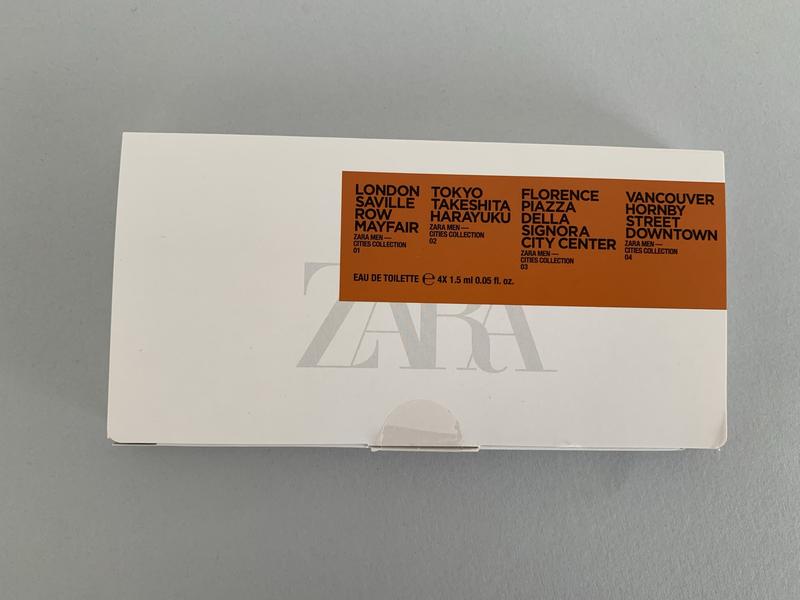 LONDON
SAVILLE
ROW
MAYFAIR
ZARA MEN —
CITIES COLLECTION
01
TOKYO
TAKESHITA
HARAYUKU
ZARA MEN —
CITIES COLLECTION
02
FLORENCE
PIAZZA
DELLA
SIGNORA
CITY CENTER
ZARA MEN —
CITIES COLLECTION
03
VANCOUVER
HORNBY
STREET
DOWNTOWN
ZARA MEN —
CITIES COLLECTION
04
EAU DE TOILETTE ℮ 4X 1.5 ml 0.05 fl. oz.
ZARA